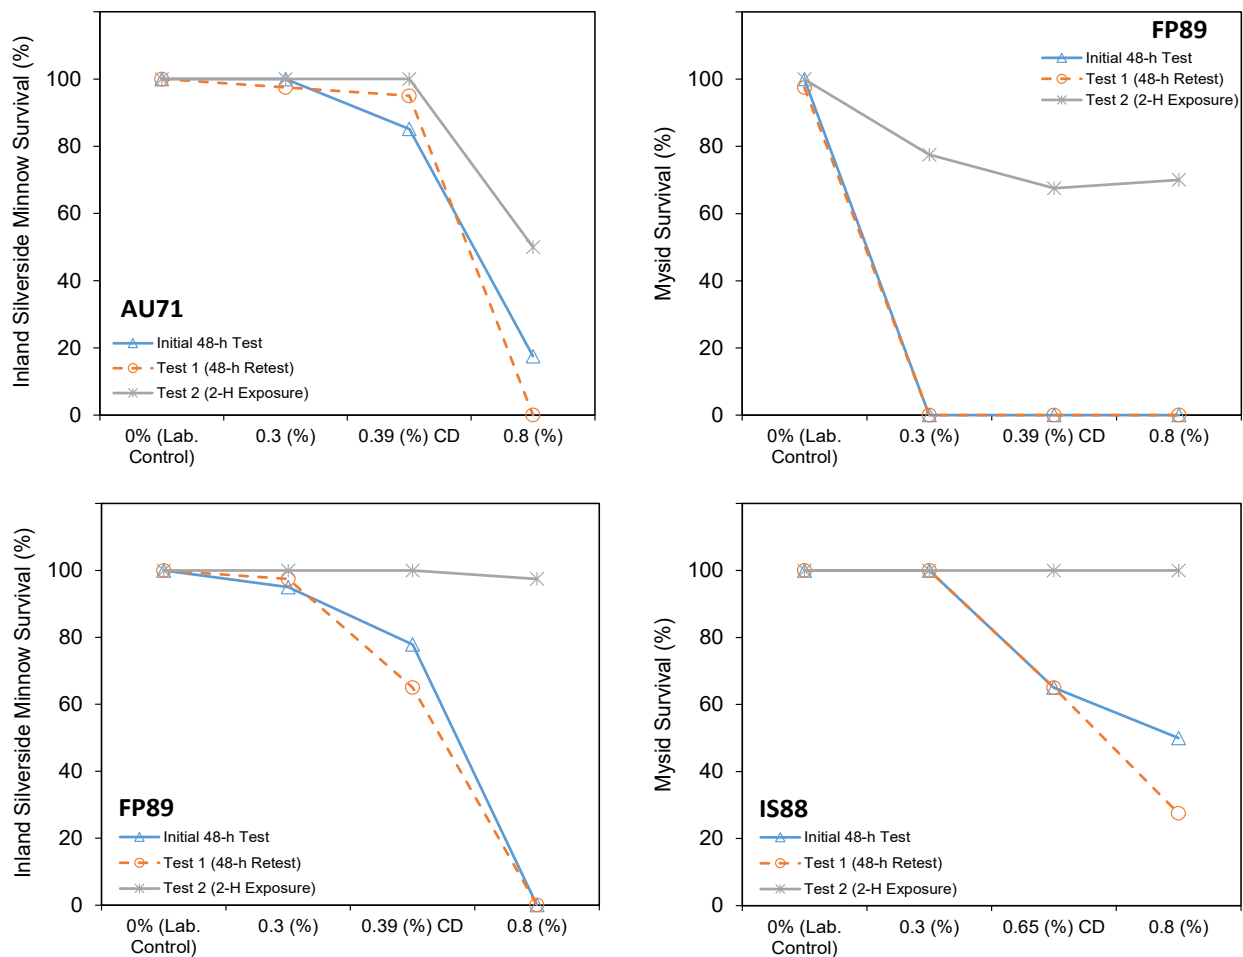 Inland Silverside Minnow Survival (%)
100
80
60
40
20
0
AU71
Initial 48-h Test
Test 1 (48-h Retest)
Test 2 (2-H Exposure)
0% (Lab.
Control)
0.3 (%)
0.39 (%) CD
0.8 (%)
Mysid Survival (%)
100
80
60
40
20
0
FP89
Initial 48-h Test
Test 1 (48-h Retest)
Test 2 (2-H Exposure)
0% (Lab.
Control)
0.3 (%)
0.39 (%) CD
0.8 (%)
Inland Silverside Minnow Survival (%)
100
80
60
40
20
0
FP89
Initial 48-h Test
Test 1 (48-h Retest)
Test 2 (2-H Exposure)
0% (Lab.
Control)
0.3 (%)
0.39 (%) CD
0.8 (%)
Mysid Survival (%)
100
80
60
40
20
0
IS88
Initial 48-h Test
Test 1 (48-h Retest)
Test 2 (2-H Exposure)
0% (Lab.
Control)
0.3 (%)
0.65 (%) CD
0.8 (%)